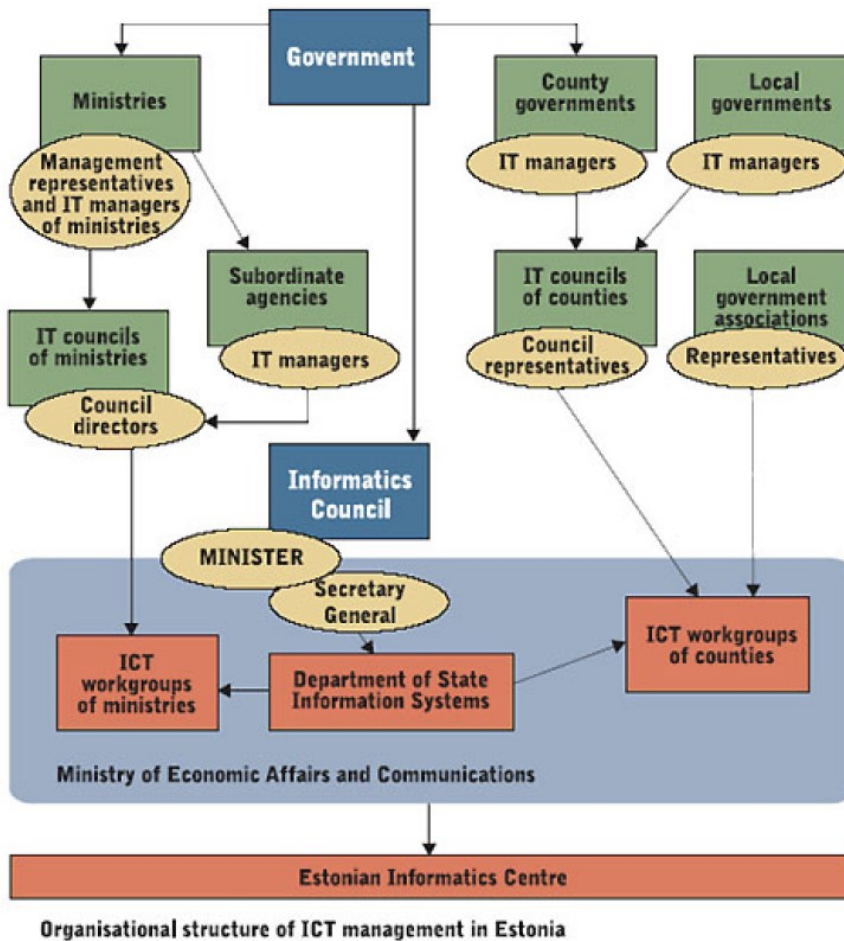 Government
Ministries
County
governments
Local
governments
Management
representatives
and IT managers
of ministries
IT managers
IT managers
Subordinate
agencies
IT councils
of counties
Local
government
associations
IT councils
of ministries
IT managers
Council
representatives
Representatives
Council
directors
Informatics
Council
MINISTER
Secretary
General
ICT
workgroups
of ministries
Department of State
Information Systems
ICT workgroups
of counties
Ministry of Economic Affairs and Communications
Estonian Informatics Centre
Organisational structure of ICT management in Estonia